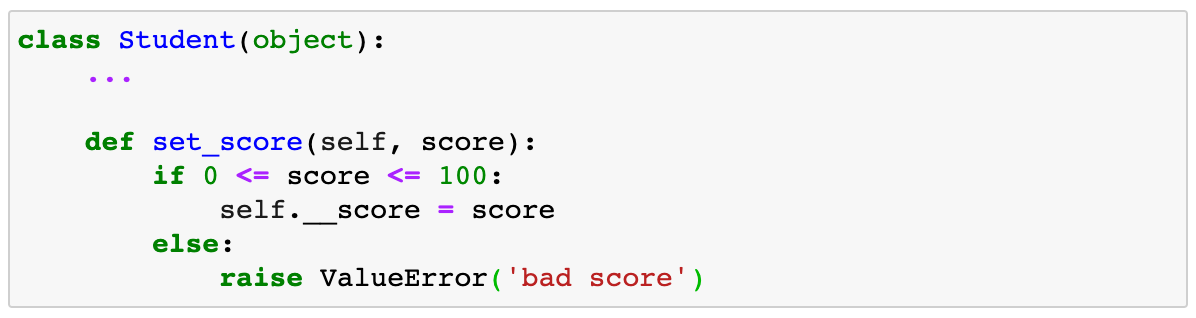 class Student(object):
    ...
    def set_score(self, score):
        if 0 <= score <= 100:
            self.__score = score
        else:
            raise ValueError('bad score')